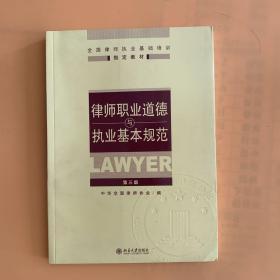 全国律师执业基础培训
指定教材
律师职业道德
与
执业基本规范
LAWYER
第三版
中华全国律师协会 编
北京大学出版社